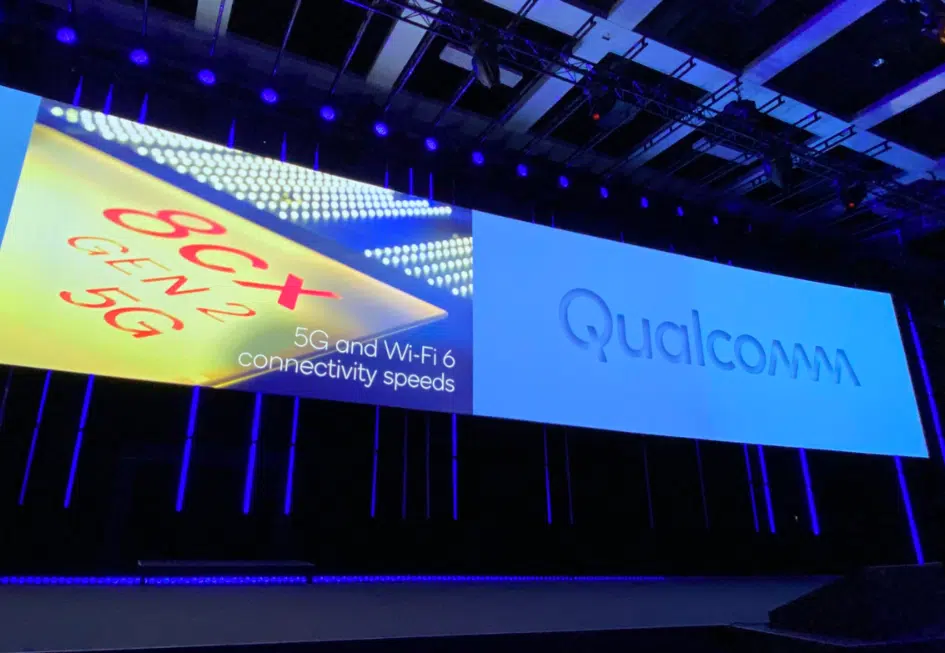 8cx
GEN 2
5G
5G and Wi-Fi 6
connectivity speeds
Qualcomm